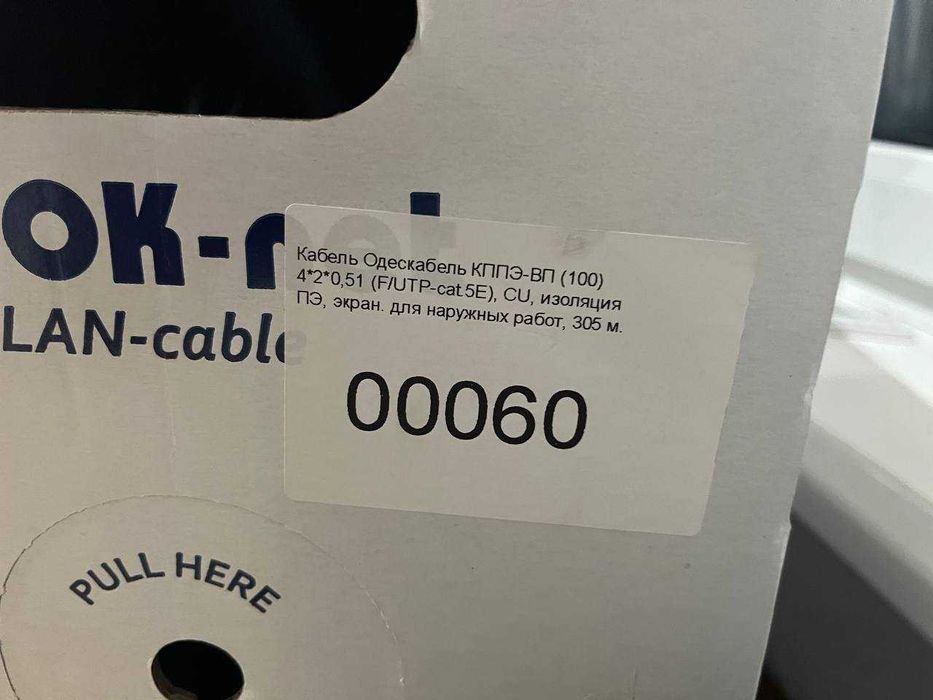 OK-net
LAN-cable
Кабель Одескабель КППЭ-ВП (100)
4*2*0,51 (F/UTP-cat.5E), CU, изоляция
ПЭ, экран. для наружных работ, 305 м.
00060
PULL HERE